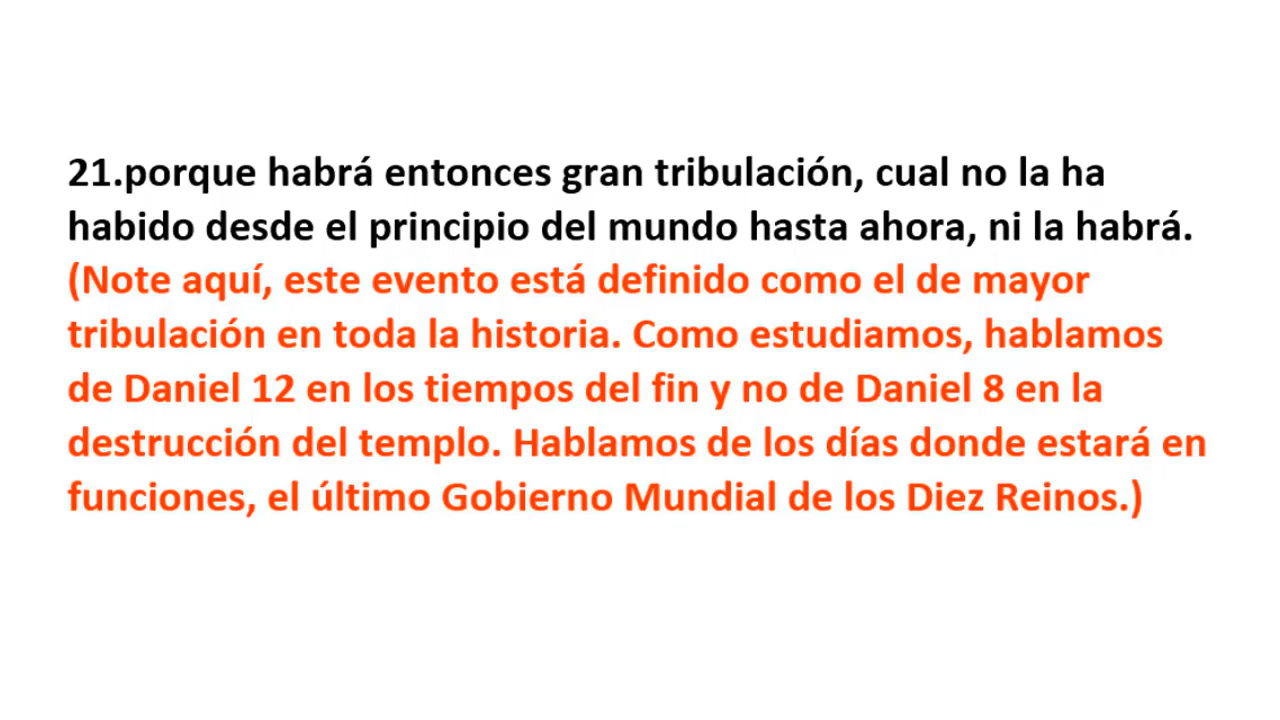 21.porque habrá entonces gran tribulación, cual no la ha
habido desde el principio del mundo hasta ahora, ni la habrá.
(Note aquí, este evento está definido como el de mayor
tribulación en toda la historia. Como estudiamos, hablamos
de Daniel 12 en los tiempos del fin y no de Daniel 8 en la
destrucción del templo. Hablamos de los días donde estará en
funciones, el último Gobierno Mundial de los Diez Reinos.)